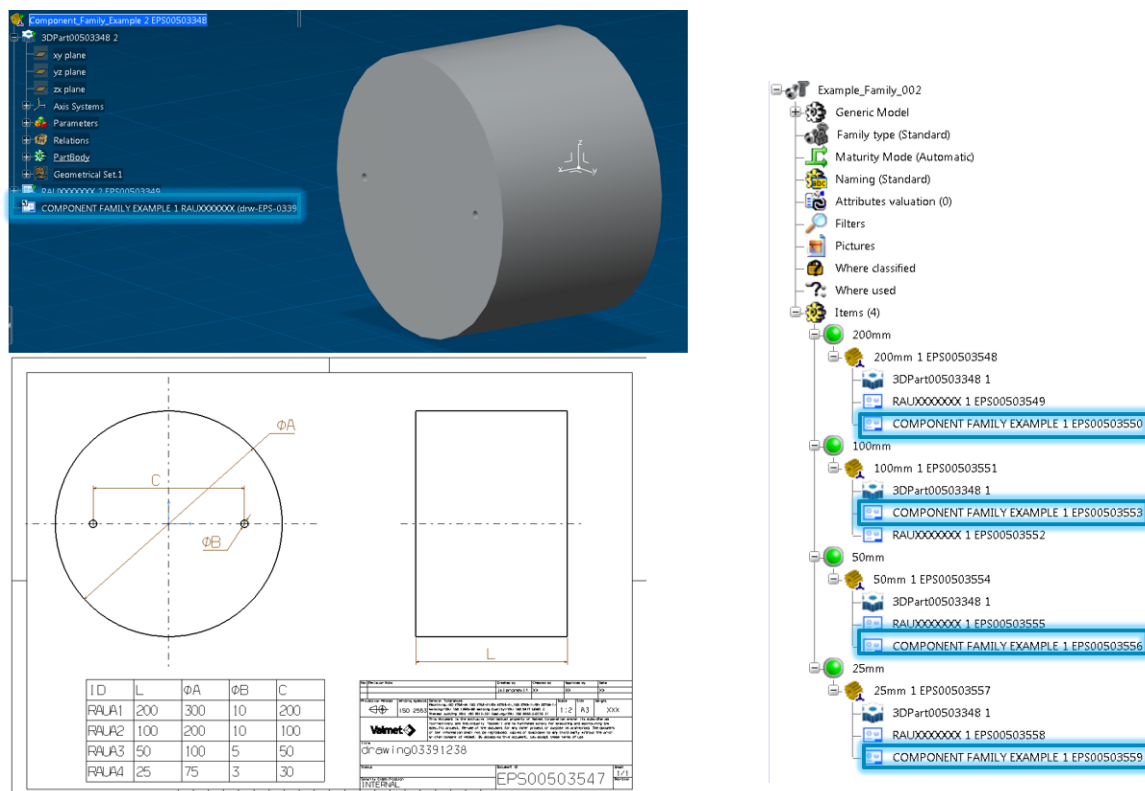 Component_Family_Example 2 EPS00503348
3DPart00503348 2
xy plane
yz plane
zx plane
Axis Systems
Parameters
Relations
PartBody
Geometrical Set.1
RAUXXXXXXX 2 EPS00503349
COMPONENT FAMILY EXAMPLE 1 RAUXXXXXXX (drw-EPS-0339
z
x
y
ΦA
C
ΦB
L
ID L ΦA ΦB C
RAUA1 200 300 10 200
RAUA2 100 200 10 100
RAUA3 50 100 5 50
RAUA4 25 75 3 30
ISO 2553
1:2 A3 XXX
Valmet
drawing03391238
INTERNAL
EPS00503547
1/1
Example_Family_002
Generic Model
Family type (Standard)
Maturity Mode (Automatic)
Naming (Standard)
Attributes valuation (0)
Filters
Pictures
Where classified
Where used
Items (4)
200mm
200mm 1 EPS00503548
3DPart00503348 1
RAUXXXXXXX 1 EPS00503549
COMPONENT FAMILY EXAMPLE 1 EPS00503550
100mm
100mm 1 EPS00503551
3DPart00503348 1
COMPONENT FAMILY EXAMPLE 1 EPS00503553
RAUXXXXXXX 1 EPS00503552
50mm
50mm 1 EPS00503554
3DPart00503348 1
RAUXXXXXXX 1 EPS00503555
COMPONENT FAMILY EXAMPLE 1 EPS00503556
25mm
25mm 1 EPS00503557
3DPart00503348 1
RAUXXXXXXX 1 EPS00503558
COMPONENT FAMILY EXAMPLE 1 EPS00503559